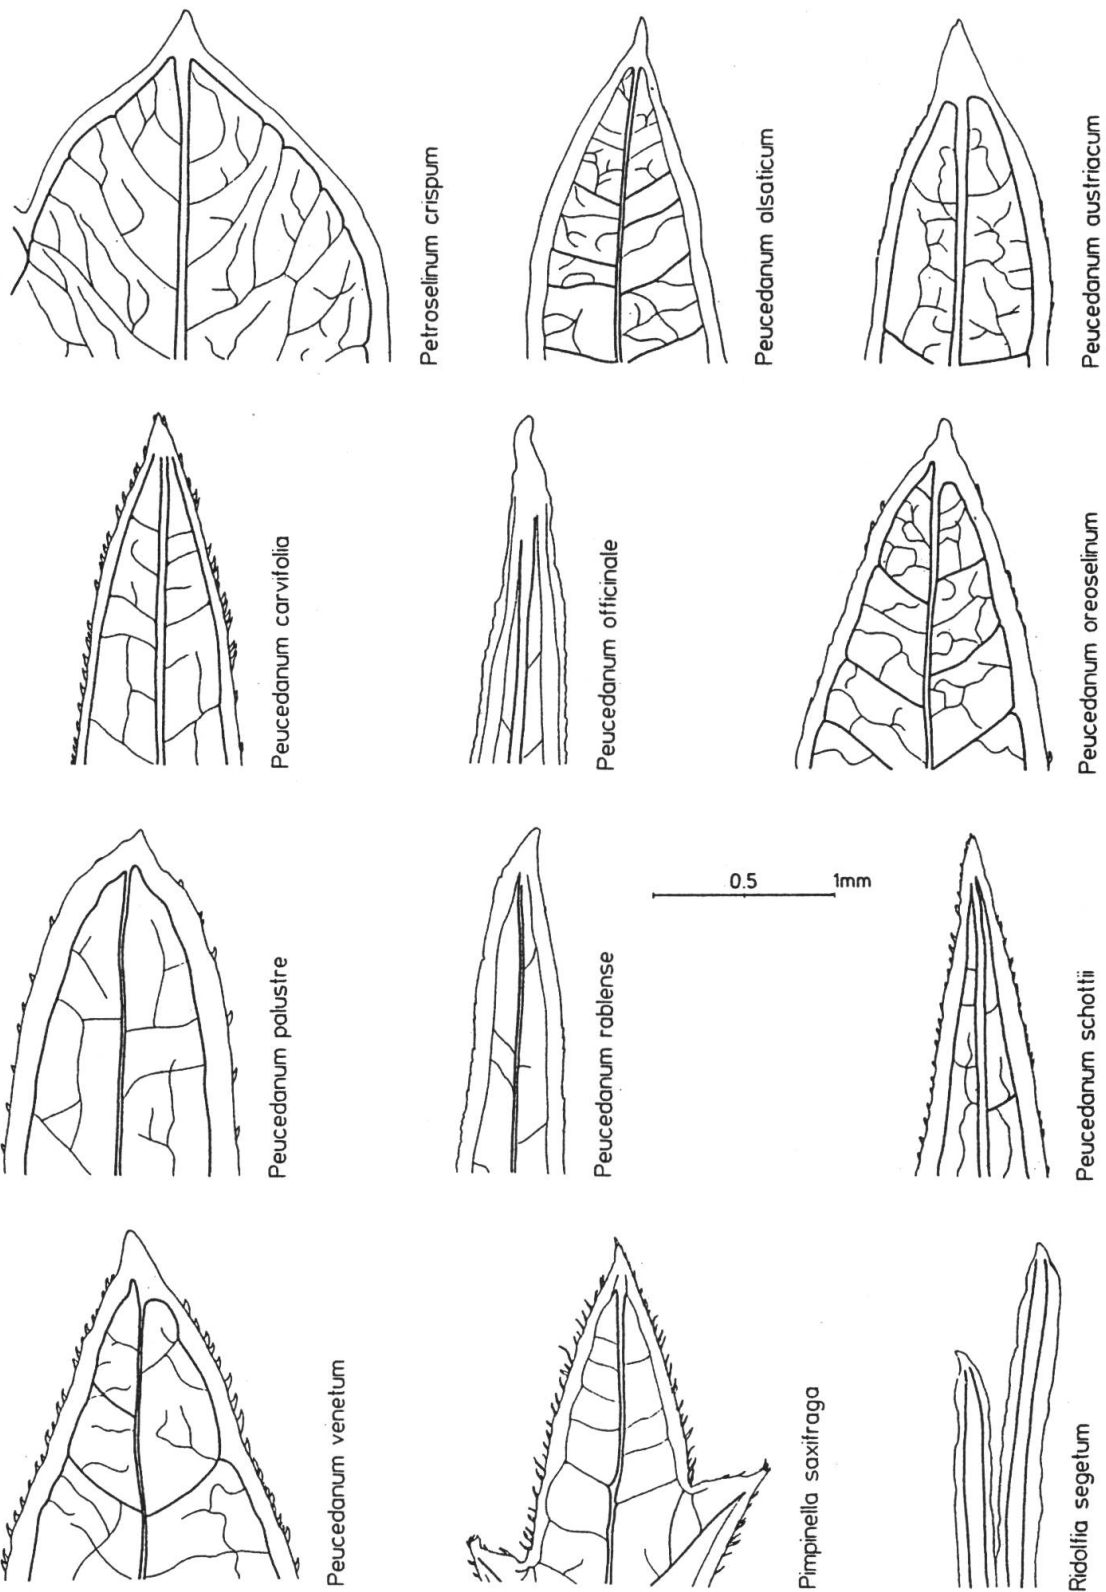 Petroselinum crispum
Peucedanum alsaticum
Peucedanum austriacum
Peucedanum carvifolia
Peucedanum officinale
Peucedanum oreoselinum
Peucedanum palustre
Peucedanum rablense
0.5 1mm
Peucedanum schottii
Peucedanum venetum
Pimpinella saxifraga
Ridolfia segetum